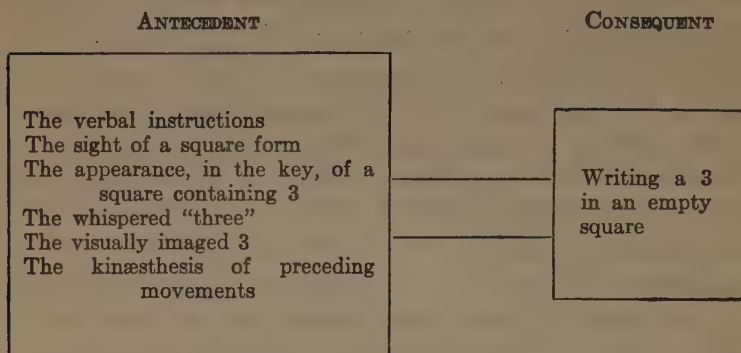 ANTECEDENT CONSEQUENT
The verbal instructions
The sight of a square form
The appearance, in the key, of a
square containing 3
The whispered “three”
The visually imaged 3
The kinæsthesis of preceding
movements
Writing a 3
in an empty
square